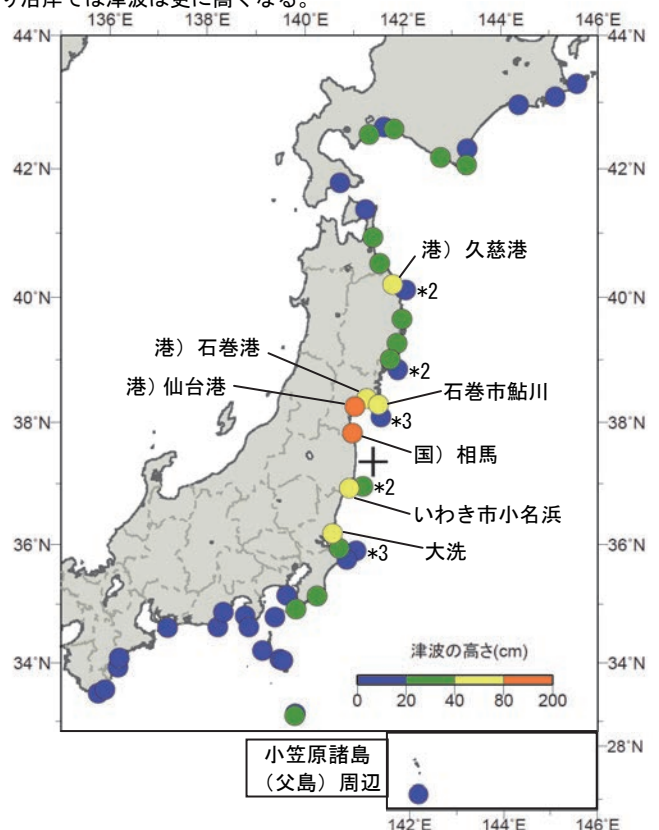 り沿岸では津波は更に高くなる。
136°E 138°E 140°E 142°E 144°E 146°E
44°N 44°N
42°N 42°N
港）久慈港
*2
40°N 40°N
港）石巻港
*2
港）仙台港
石巻市鮎川
38°N *3 38°N
国）相馬
*2
いわき市小名浜
36°N *3 大洗 36°N
津波の高さ(cm)
34°N 34°N
0 20 40 80 200
小笠原諸島
（父島）周辺
28°N
142°E 144°E 146°E